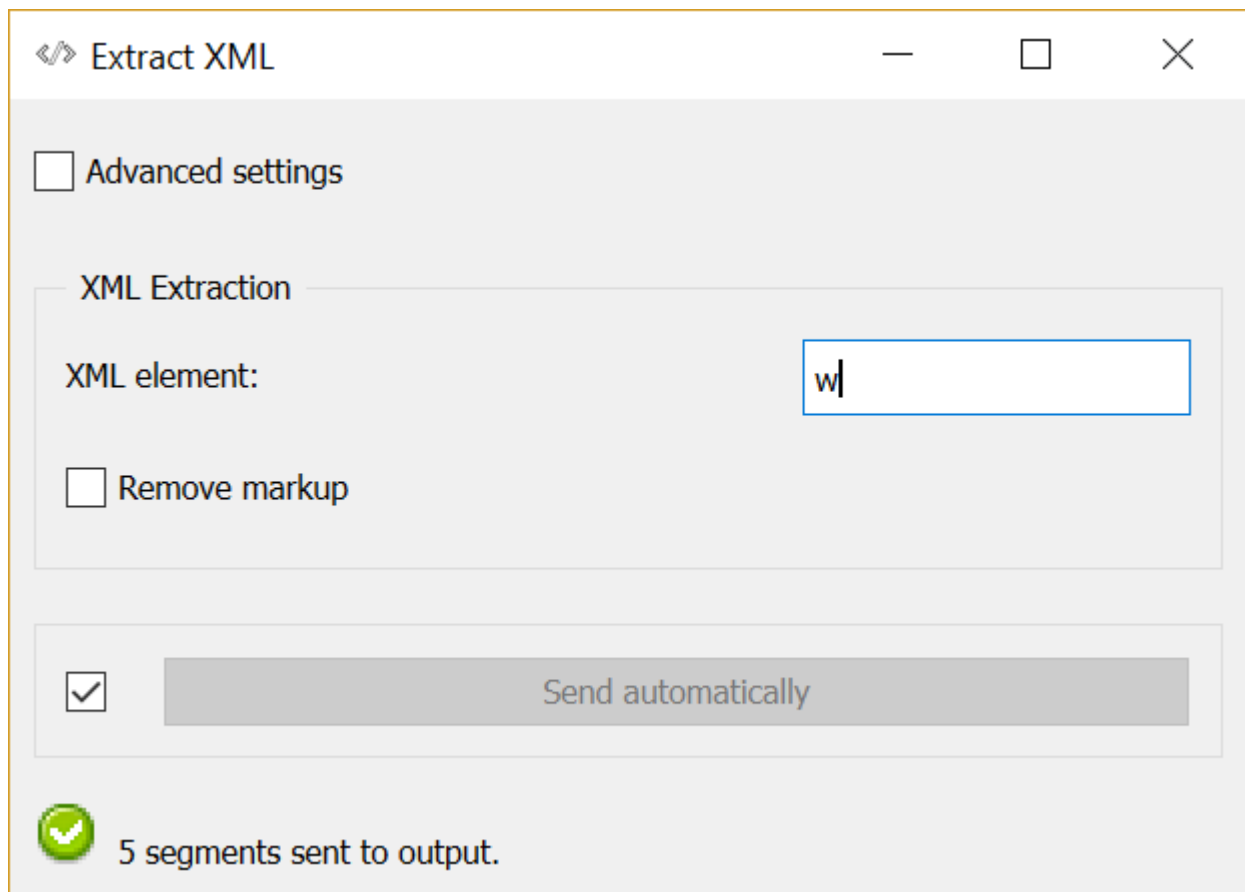 Extract XML
Advanced settings
XML Extraction
XML element: w
Remove markup
Send automatically
5 segments sent to output.